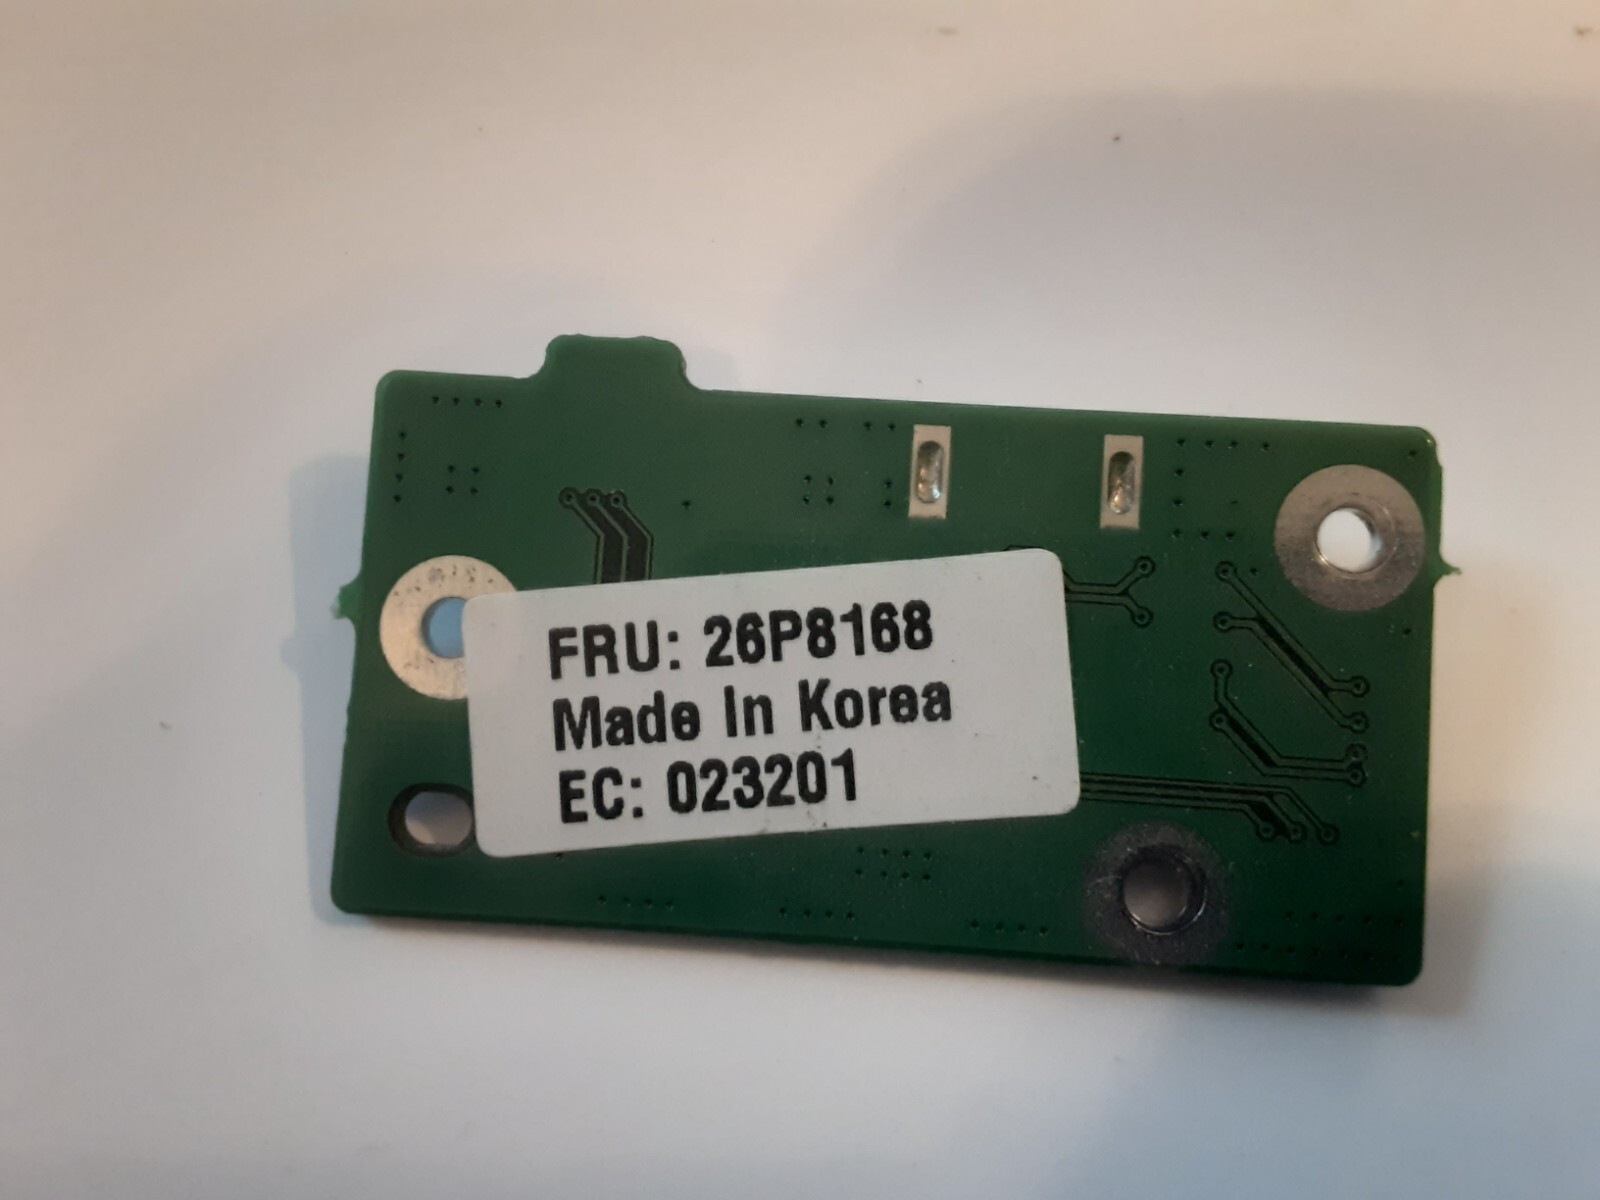 FRU: 26P8168
Made In Korea
EC: 023201